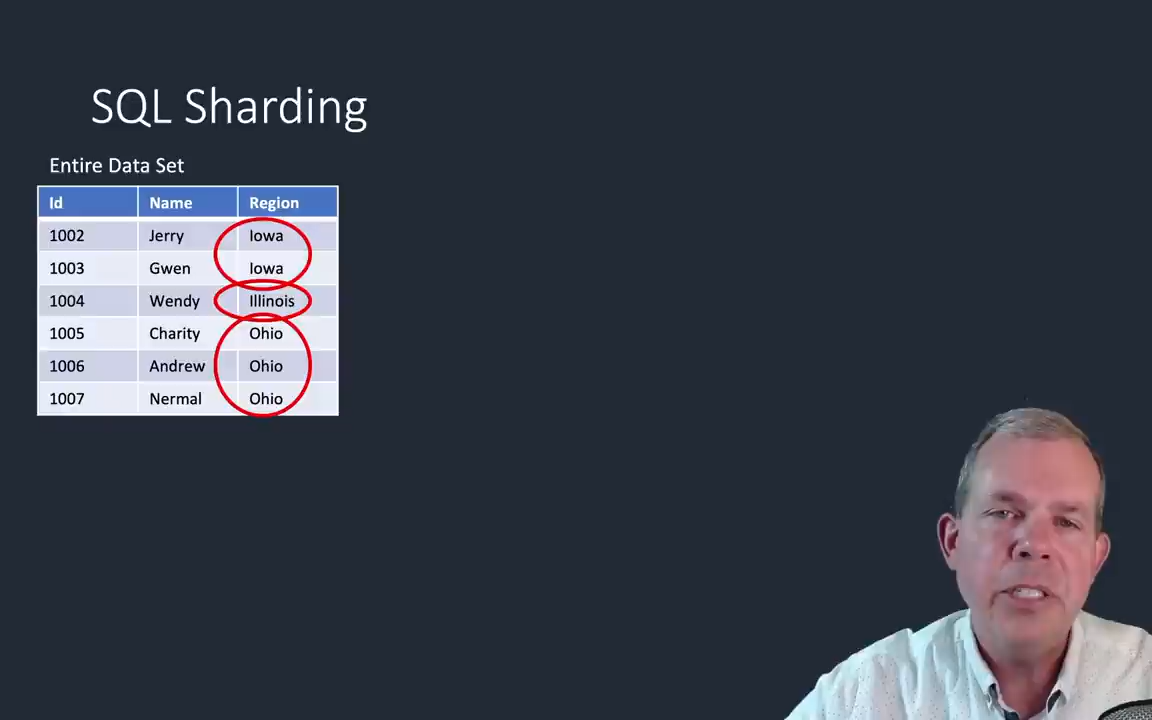 SQL Sharding
Entire Data Set
Id Name Region
1002 Jerry Iowa
1003 Gwen Iowa
1004 Wendy Illinois
1005 Charity Ohio
1006 Andrew Ohio
1007 Nermal Ohio